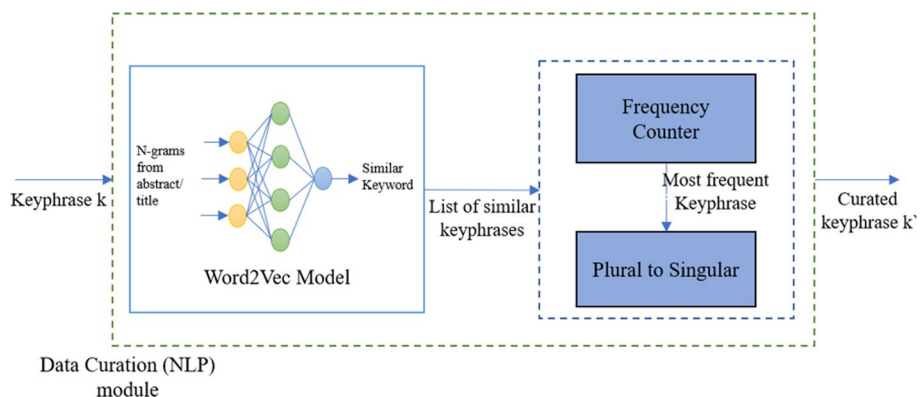 Keyphrase k
N-grams
from
abstract/
title
Similar
Keyword
Word2Vec Model
List of similar
keyphrases
Frequency
Counter
Most frequent
Keyphrase
Plural to Singular
Curated
keyphrase k`
Data Curation (NLP)
module